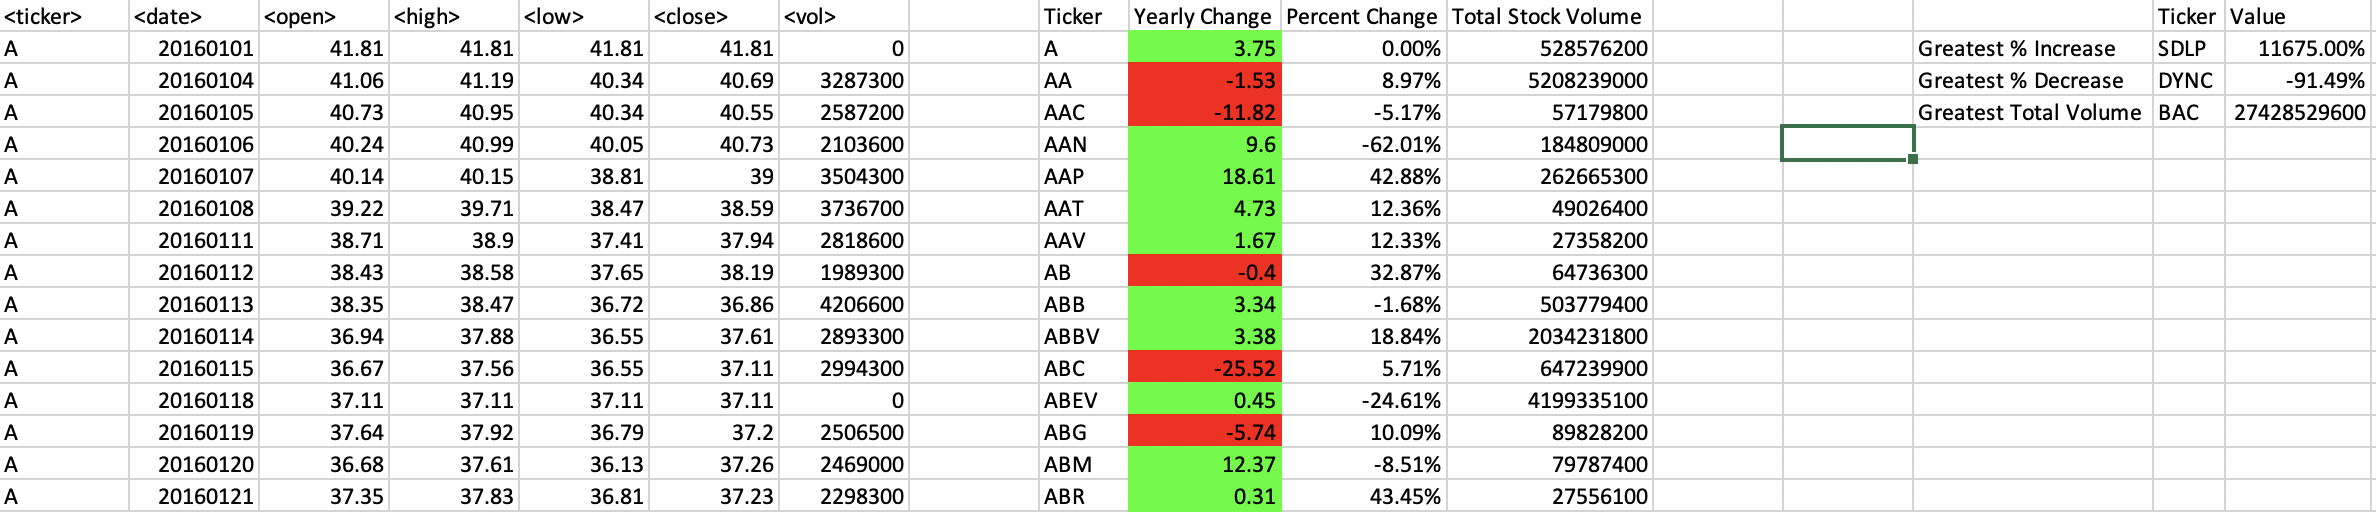 <ticker> <date> <open> <high> <low> <close> <vol> Ticker Yearly Change Percent Change Total Stock Volume Ticker Value
A 20160101 41.81 41.81 41.81 41.81 0 A 3.75 0.00% 528576200 Greatest % Increase SDLP 11675.00%
A 20160104 41.06 41.19 40.34 40.69 3287300 AA -1.53 8.97% 5208239000 Greatest % Decrease DYNC -91.49%
A 20160105 40.73 40.95 40.34 40.55 2587200 AAC -11.82 -5.17% 57179800 Greatest Total Volume BAC 27428529600
A 20160106 40.24 40.99 40.05 40.73 2103600 AAN 9.6 -62.01% 184809000
A 20160107 40.14 40.15 38.81 39 3504300 AAP 18.61 42.88% 262665300
A 20160108 39.22 39.71 38.47 38.59 3736700 AAT 4.73 12.36% 49026400
A 20160111 38.71 38.9 37.41 37.94 2818600 AAV 1.67 12.33% 27358200
A 20160112 38.43 38.58 37.65 38.19 1989300 AB -0.4 32.87% 64736300
A 20160113 38.35 38.47 36.72 36.86 4206600 ABB 3.34 -1.68% 503779400
A 20160114 36.94 37.88 36.55 37.61 2893300 ABBV 3.38 18.84% 2034231800
A 20160115 36.67 37.56 36.55 37.11 2994300 ABC -25.52 5.71% 647239900
A 20160118 37.11 37.11 37.11 37.11 0 ABEV 0.45 -24.61% 4199335100
A 20160119 37.64 37.92 36.79 37.2 2506500 ABG -5.74 10.09% 89828200
A 20160120 36.68 37.61 36.13 37.26 2469000 ABM 12.37 -8.51% 79787400
A 20160121 37.35 37.83 36.81 37.23 2298300 ABR 0.31 43.45% 27556100